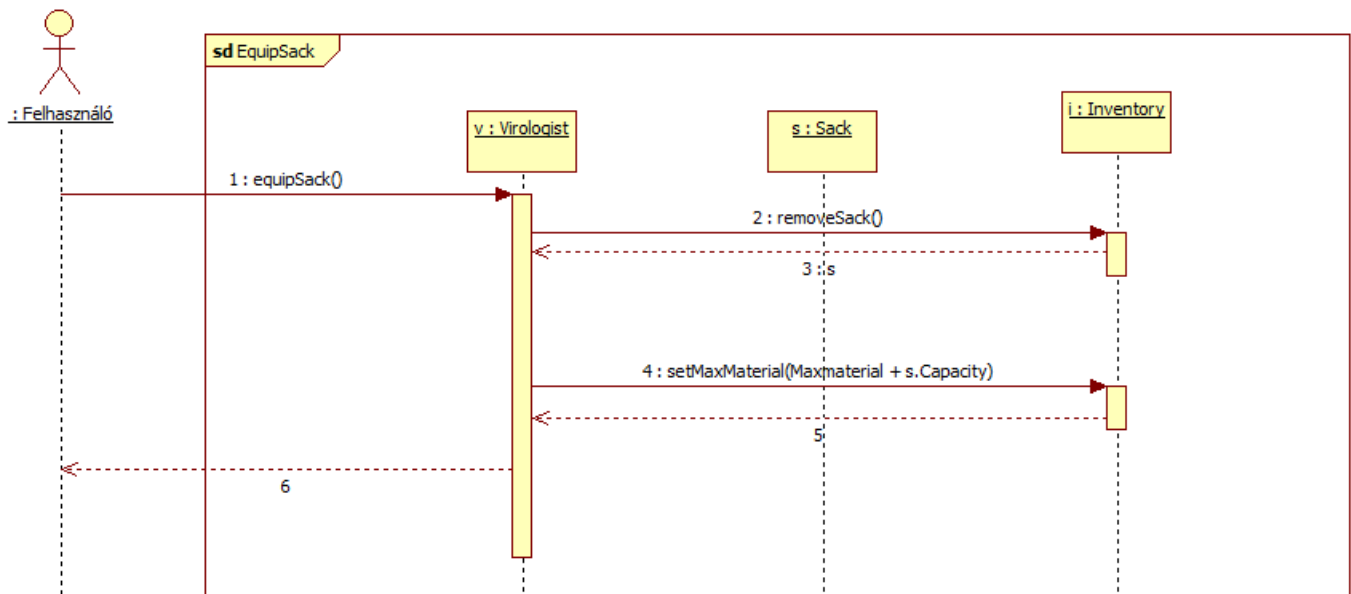 sd EquipSack
: Felhasználó
v : Virologist
s : Sack
i : Inventory
1 : equipSack()
2 : removeSack()
3 : s
4 : setMaxMaterial(Maxmaterial + s.Capacity)
5
6